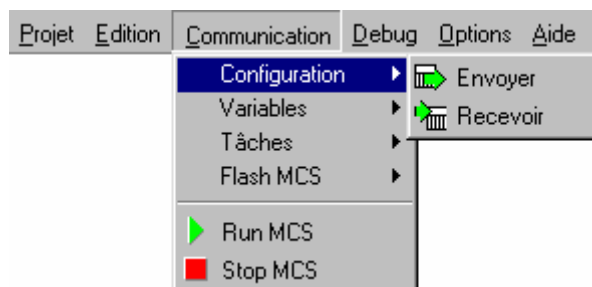 Projet Edition Communication Debug Options Aide
Configuration Envoyer
Variables Recevoir
Tâches
Flash MCS
Run MCS
Stop MCS